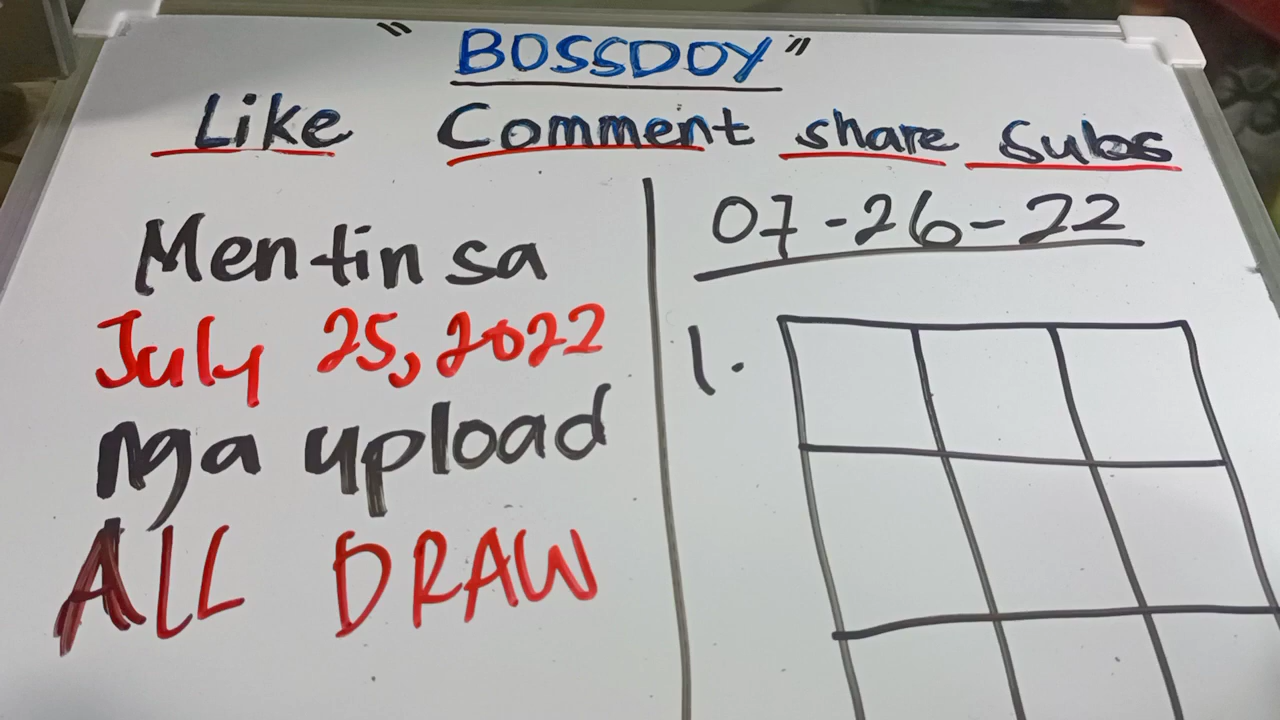 "BOSSDOY"
Like Comment share Subs
Mentin sa
July 25, 2022
nga upload
ALL DRAW
07-26-22
1.